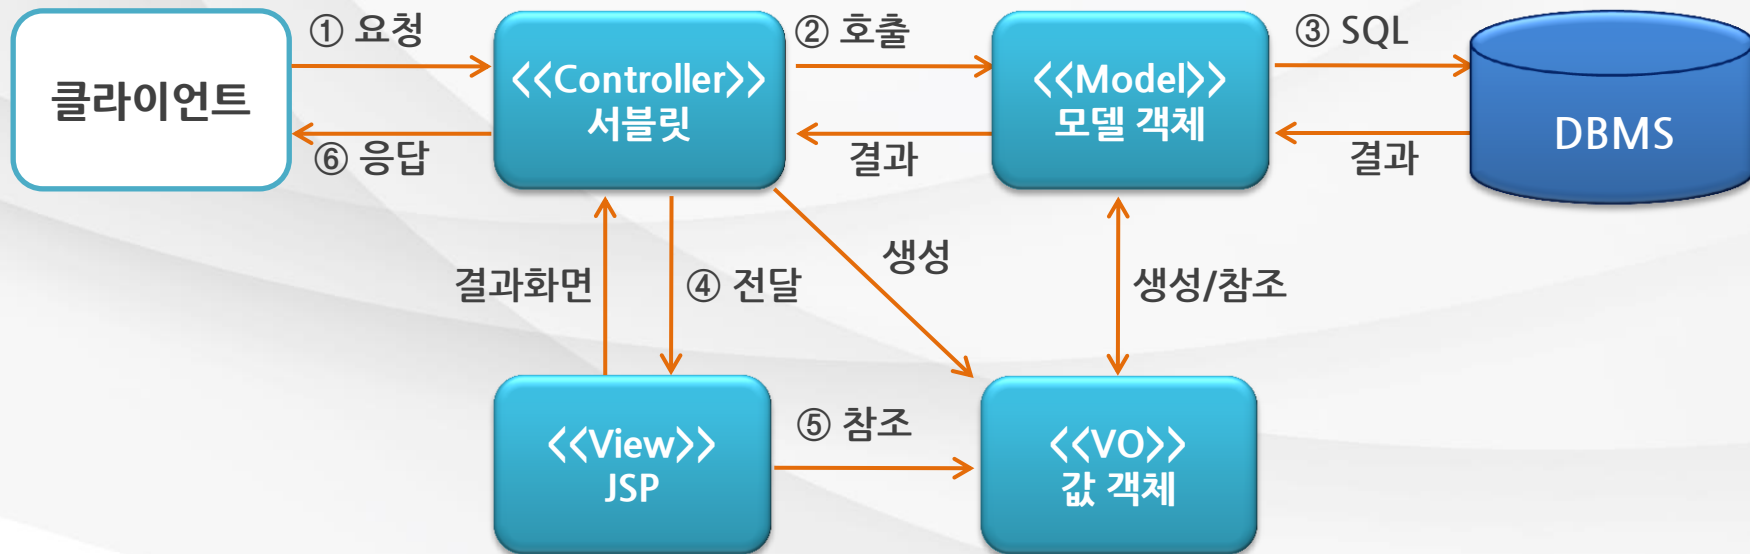 ① 요청
② 호출
③ SQL
클라이언트
<<Controller>>
서블릿
<<Model>>
모델 객체
DBMS
⑥ 응답
결과
결과
결과화면
④ 전달
생성
생성/참조
<<View>>
JSP
⑤ 참조
<<VO>>
값 객체